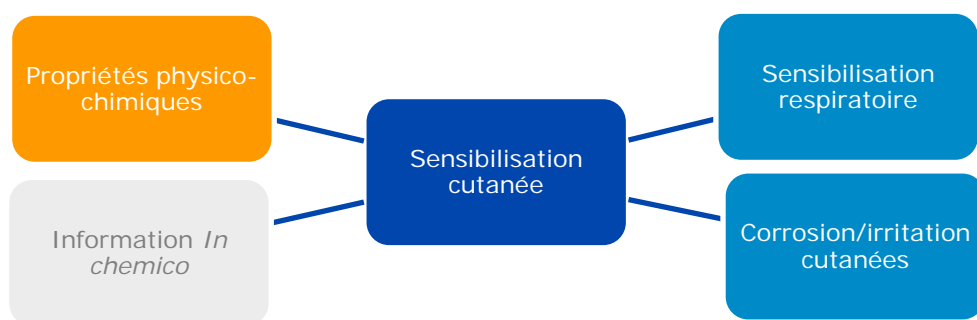 Propriétés physico-
chimiques
Sensibilisation
respiratoire
Sensibilisation
cutanée
Information In
chemico
Corrosion/irritation
cutanées